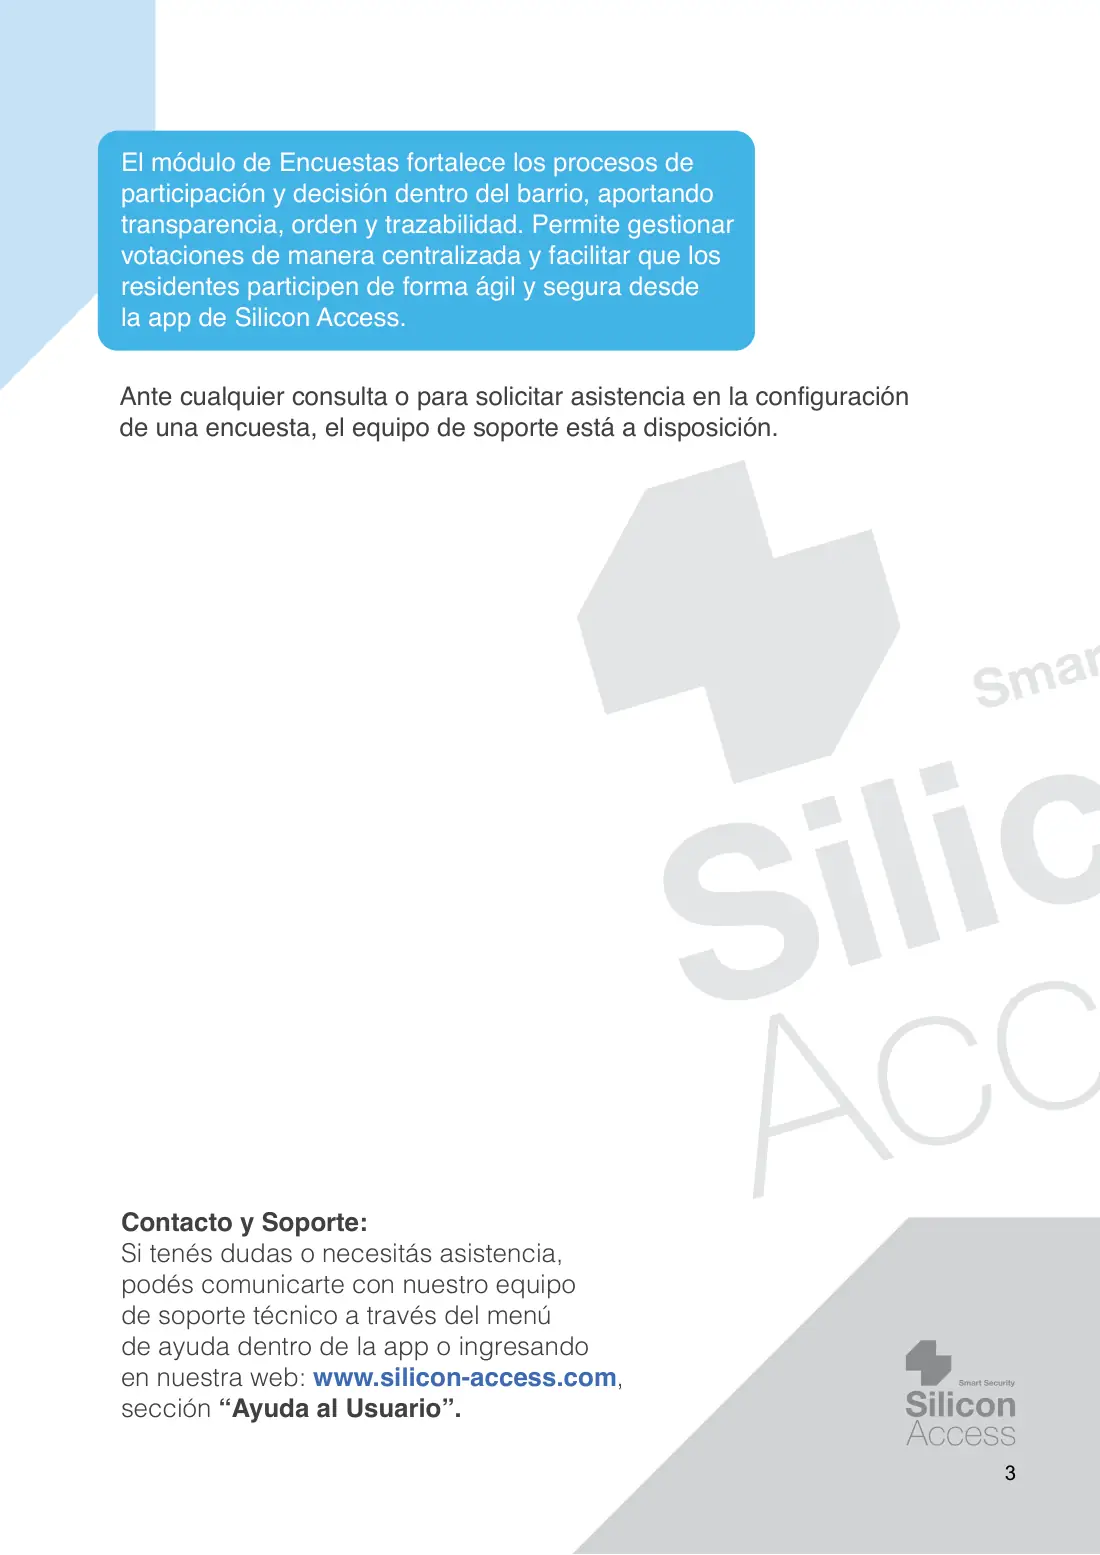 El módulo de Encuestas fortalece los procesos de
participación y decisión dentro del barrio, aportando
transparencia, orden y trazabilidad. Permite gestionar
votaciones de manera centralizada y facilitar que los
residentes participen de forma ágil y segura desde
la app de Silicon Access.
Ante cualquier consulta o para solicitar asistencia en la configuración
de una encuesta, el equipo de soporte está a disposición.
Smar
Silic
Acc
Contacto y Soporte:
Si tenés dudas o necesitás asistencia,
podés comunicarte con nuestro equipo
de soporte técnico a través del menú
de ayuda dentro de la app o ingresando
en nuestra web: www.silicon-access.com,
sección “Ayuda al Usuario”.
Smart Security
Silicon
Access
3